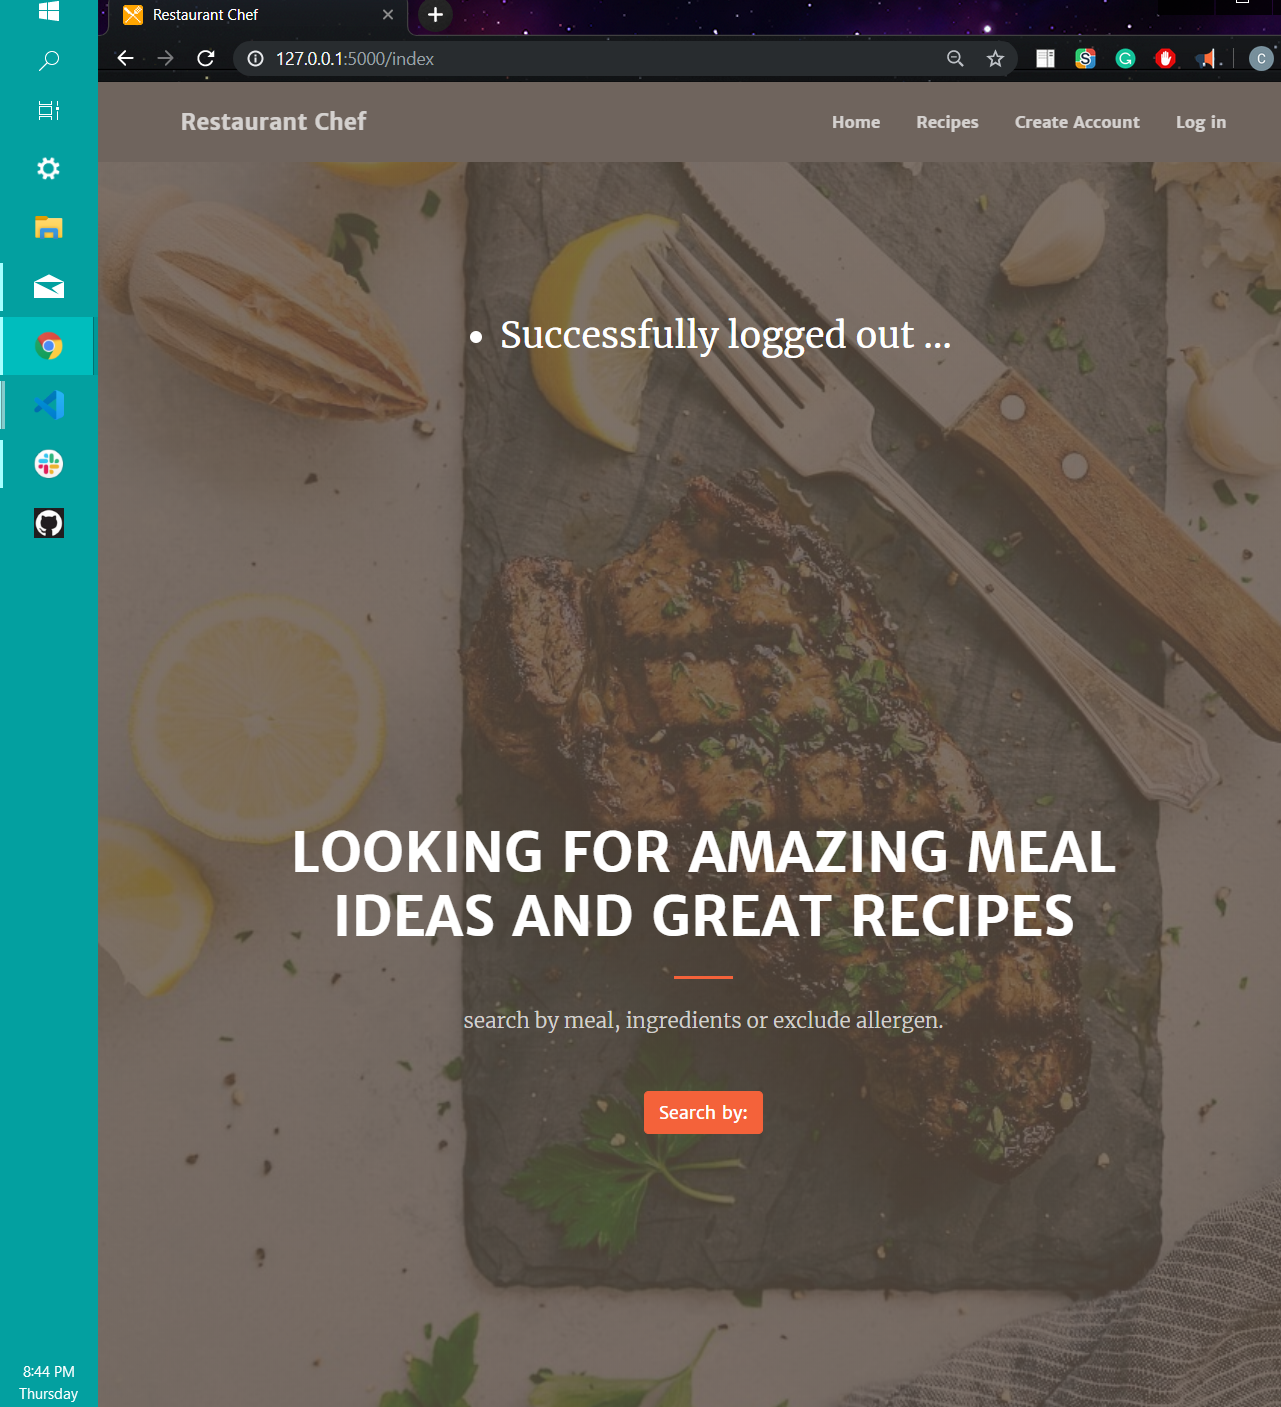 Restaurant Chef
127.0.0.1:5000/index
C
Restaurant Chef
Home
Recipes
Create Account
Log in
Successfully logged out ...
LOOKING FOR AMAZING MEAL
IDEAS AND GREAT RECIPES
search by meal, ingredients or exclude allergen.
Search by:
8:44 PM
Thursday